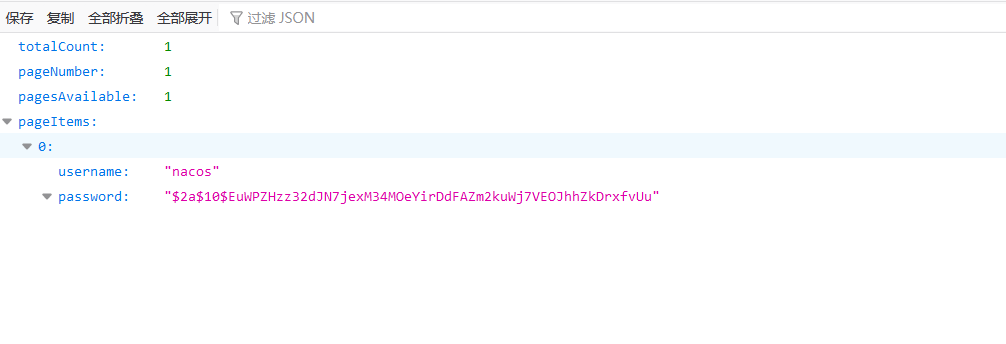 保存 复制 全部折叠 全部展开 过滤 JSON
totalCount: 1
pageNumber: 1
pagesAvailable: 1
pageItems:
0:
username: "nacos"
password: "$2a$10$EuWPZHzz32dJN7jexM34MOeYirDdFAZm2kuWj7VEOJhhZkDrxfvUu"